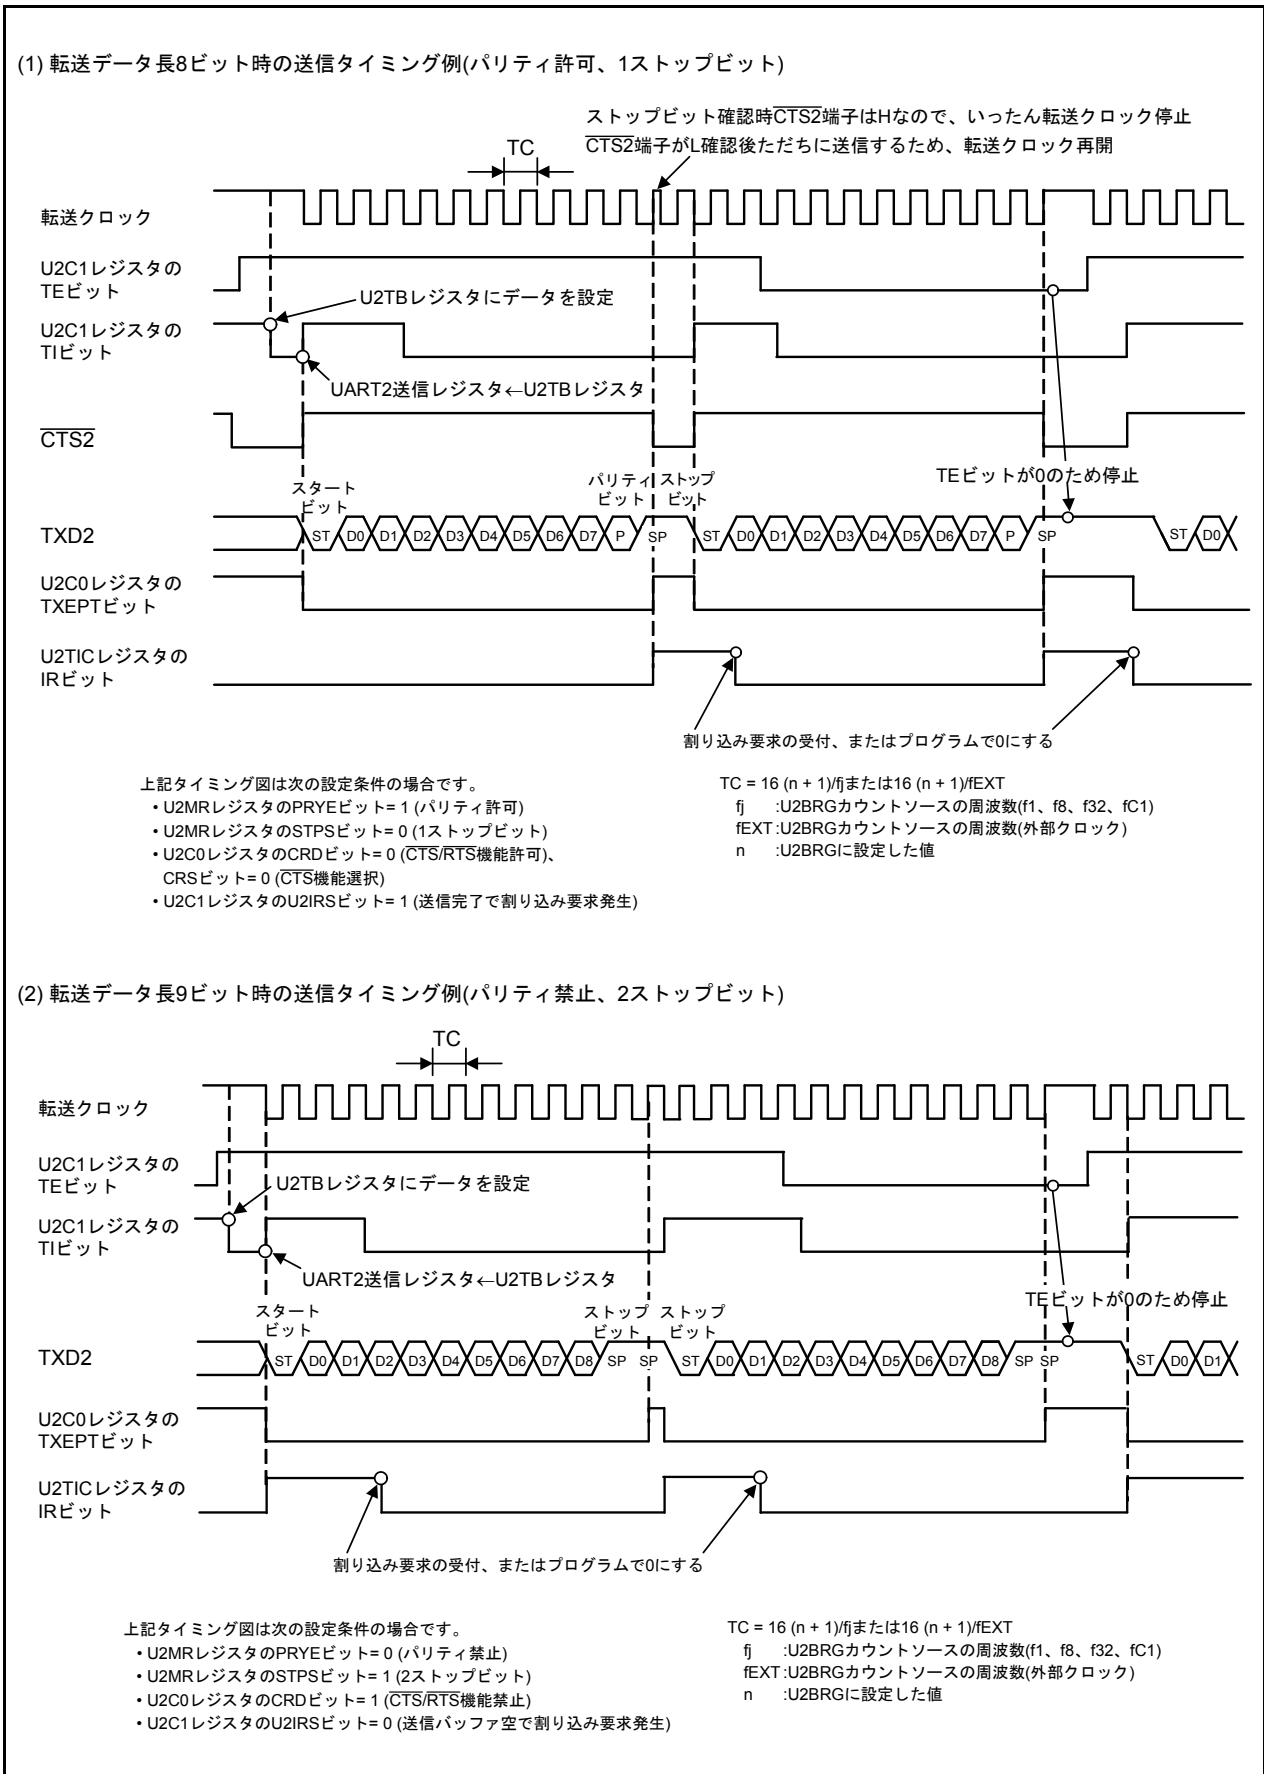 (1) 転送データ長8ビット時の送信タイミング例(パリティ許可、1ストップビット)
ストップビット確認時CTS2端子はHなので、いったん転送クロック停止
CTS2端子がL確認後ただちに送信するため、転送クロック再開
TC
転送クロック
U2C1レジスタの
TEビット
U2TBレジスタにデータを設定
U2C1レジスタの
TIビット
UART2送信レジスタ←U2TBレジスタ
CTS2
TEビットが0のため停止
スタート
ビット
パリティ
ビット
ストップ
ビット
TXD2
ST D0 D1 D2 D3 D4 D5 D6 D7 P SP ST D0 D1 D2 D3 D4 D5 D6 D7 P SP ST D0
U2C0レジスタの
TXEPTビット
U2TICレジスタの
IRビット
割り込み要求の受付、またはプログラムで0にする
上記タイミング図は次の設定条件の場合です。
• U2MRレジスタのPRYEビット= 1 (パリティ許可)
• U2MRレジスタのSTPSビット= 0 (1ストップビット)
• U2C0レジスタのCRDビット= 0 (CTS/RTS機能許可)、
CRSビット= 0 (CTS機能選択)
• U2C1レジスタのU2IRSビット= 1 (送信完了で割り込み要求発生)
TC = 16 (n + 1)/fjまたは16 (n + 1)/fEXT
fj :U2BRGカウントソースの周波数(f1、f8、f32、fC1)
fEXT :U2BRGカウントソースの周波数(外部クロック)
n :U2BRGに設定した値
(2) 転送データ長9ビット時の送信タイミング例(パリティ禁止、2ストップビット)
TC
転送クロック
U2C1レジスタの
TEビット
U2TBレジスタにデータを設定
U2C1レジスタの
TIビット
UART2送信レジスタ←U2TBレジスタ
TEビットが0のため停止
スタート
ビット
ストップ
ビット
ストップ
ビット
TXD2
ST D0 D1 D2 D3 D4 D5 D6 D7 D8 SP SP ST D0 D1 D2 D3 D4 D5 D6 D7 D8 SP SP ST D0 D1
U2C0レジスタの
TXEPTビット
U2TICレジスタの
IRビット
割り込み要求の受付、またはプログラムで0にする
上記タイミング図は次の設定条件の場合です。
• U2MRレジスタのPRYEビット= 0 (パリティ禁止)
• U2MRレジスタのSTPSビット= 1 (2ストップビット)
• U2C0レジスタのCRDビット= 1 (CTS/RTS機能禁止)
• U2C1レジスタのU2IRSビット= 0 (送信バッファ空で割り込み要求発生)
TC = 16 (n + 1)/fjまたは16 (n + 1)/fEXT
fj :U2BRGカウントソースの周波数(f1、f8、f32、fC1)
fEXT :U2BRGカウントソースの周波数(外部クロック)
n :U2BRGに設定した値